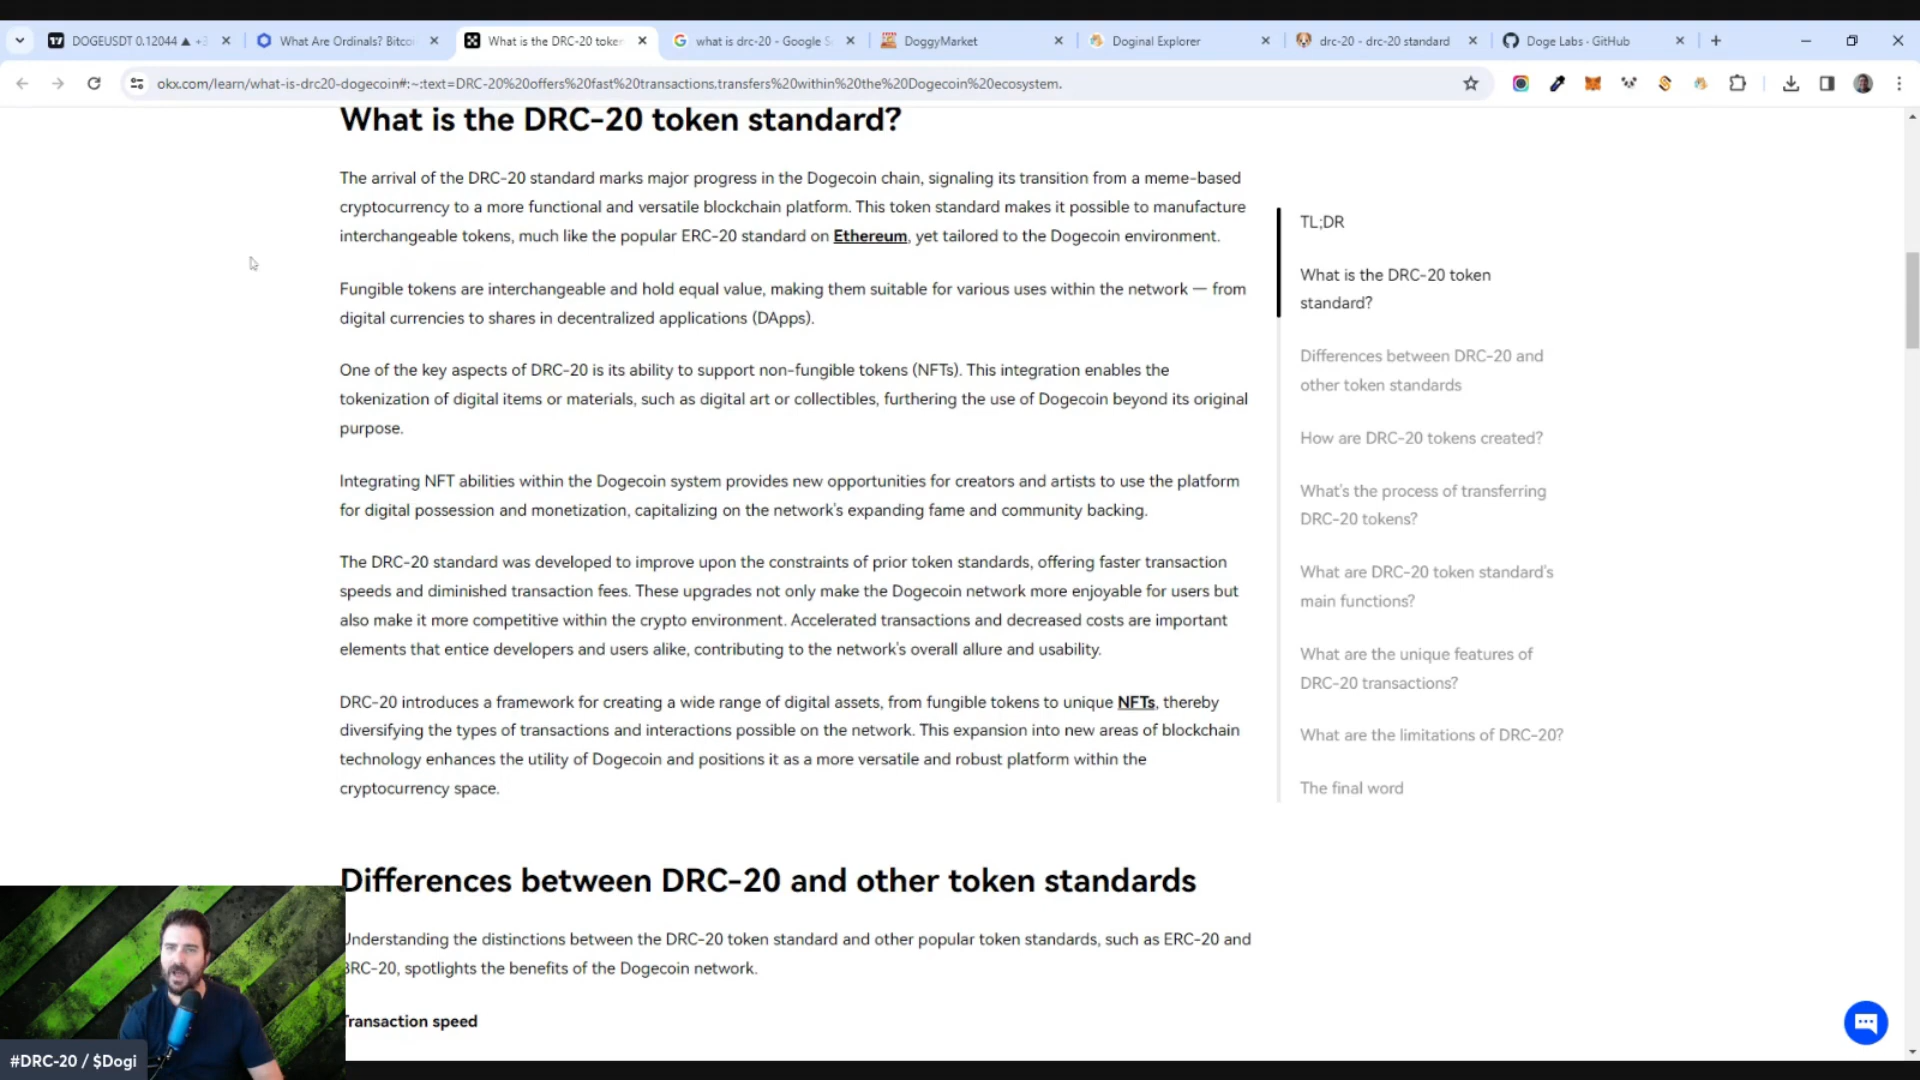 DOGEUSDT 0.12044 ▲ +3
What Are Ordinals? Bitcoi
What is the DRC-20 token
what is drc-20 - Google S
DoggyMarket
Doginal Explorer
drc-20 - drc-20 standard
Doge Labs · GitHub
okx.com/learn/what-is-drc20-dogecoin#:~:text=DRC-20%20offers%20fast%20transactions,transfers%20within%20the%20Dogecoin%20ecosystem.
What is the DRC-20 token standard?
The arrival of the DRC-20 standard marks major progress in the Dogecoin chain, signaling its transition from a meme-based
cryptocurrency to a more functional and versatile blockchain platform. This token standard makes it possible to manufacture
interchangeable tokens, much like the popular ERC-20 standard on Ethereum, yet tailored to the Dogecoin environment.
Fungible tokens are interchangeable and hold equal value, making them suitable for various uses within the network — from
digital currencies to shares in decentralized applications (DApps).
One of the key aspects of DRC-20 is its ability to support non-fungible tokens (NFTs). This integration enables the
tokenization of digital items or materials, such as digital art or collectibles, furthering the use of Dogecoin beyond its original
purpose.
Integrating NFT abilities within the Dogecoin system provides new opportunities for creators and artists to use the platform
for digital possession and monetization, capitalizing on the network's expanding fame and community backing.
The DRC-20 standard was developed to improve upon the constraints of prior token standards, offering faster transaction
speeds and diminished transaction fees. These upgrades not only make the Dogecoin network more enjoyable for users but
also make it more competitive within the crypto environment. Accelerated transactions and decreased costs are important
elements that entice developers and users alike, contributing to the network's overall allure and usability.
DRC-20 introduces a framework for creating a wide range of digital assets, from fungible tokens to unique NFTs, thereby
diversifying the types of transactions and interactions possible on the network. This expansion into new areas of blockchain
technology enhances the utility of Dogecoin and positions it as a more versatile and robust platform within the
cryptocurrency space.
Differences between DRC-20 and other token standards
Understanding the distinctions between the DRC-20 token standard and other popular token standards, such as ERC-20 and
BRC-20, spotlights the benefits of the Dogecoin network.
Transaction speed
TL;DR
What is the DRC-20 token
standard?
Differences between DRC-20 and
other token standards
How are DRC-20 tokens created?
What's the process of transferring
DRC-20 tokens?
What are DRC-20 token standard's
main functions?
What are the unique features of
DRC-20 transactions?
What are the limitations of DRC-20?
The final word
#DRC-20 / $Dogi